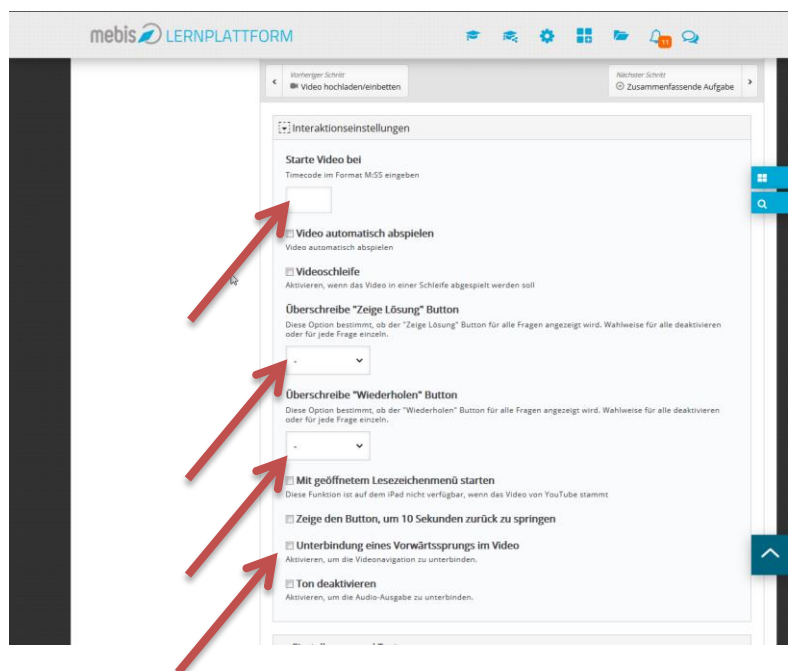 mebis LERNPLATTFORM
11
Vorheriger Schritt
Video hochladen/einbetten
Nächster Schritt
Zusammenfassende Aufgabe
Interaktionseinstellungen
Starte Video bei
Timecode im Format M:SS eingeben
Video automatisch abspielen
Video automatisch abspielen
Videoschleife
Aktivieren, wenn das Video in einer Schleife abgespielt werden soll
Überschreibe "Zeige Lösung" Button
Diese Option bestimmt, ob der "Zeige Lösung" Button für alle Fragen angezeigt wird. Wahlweise für alle deaktivieren
oder für jede Frage einzeln.
-
Überschreibe "Wiederholen" Button
Diese Option bestimmt, ob der "Wiederholen" Button für alle Fragen angezeigt wird. Wahlweise für alle deaktivieren
oder für jede Frage einzeln.
-
Mit geöffnetem Lesezeichenmenü starten
Diese Funktion ist auf dem iPad nicht verfügbar, wenn das Video von YouTube stammt
Zeige den Button, um 10 Sekunden zurück zu springen
Unterbindung eines Vorwärtssprungs im Video
Aktivieren, um die Videonavigation zu unterbinden.
Ton deaktivieren
Aktivieren, um die Audio-Ausgabe zu unterbinden.